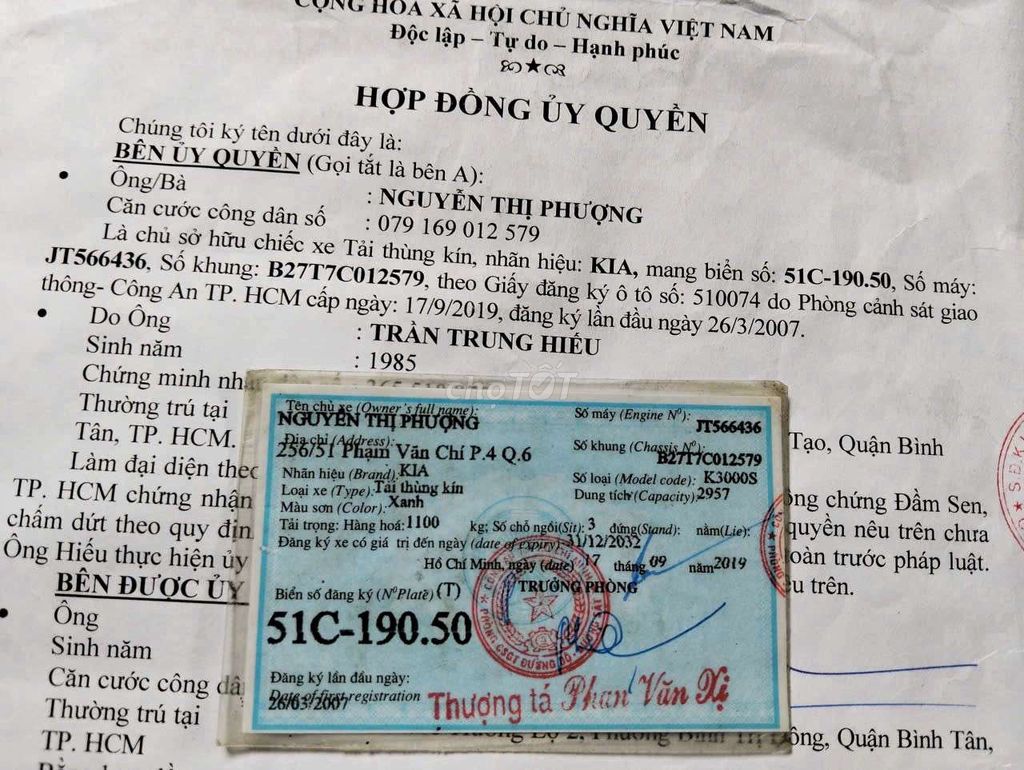 CỘNG HÒA XÃ HỘI CHỦ NGHĨA VIỆT NAM
Độc lập – Tự do – Hạnh phúc
HỢP ĐỒNG ỦY QUYỀN
Chúng tôi ký tên dưới đây là:
BÊN ỦY QUYỀN (Gọi tắt là bên A):
Ông/Bà : NGUYỄN THỊ PHƯỢNG
Căn cước công dân số : 079 169 012 579
Là chủ sở hữu chiếc xe Tải thùng kín, nhãn hiệu: KIA, mang biển số: 51C-190.50, Số máy:
JT566436, Số khung: B27T7C012579, theo Giấy đăng ký ô tô số: 510074 do Phòng cảnh sát giao
thông- Công An TP. HCM cấp ngày: 17/9/2019, đăng ký lần đầu ngày 26/3/2007.
Do Ông : TRẦN TRUNG HIẾU
Sinh năm : 1985
Chứng minh
Thường trú tại
Tạo, Quận Bình
Tân, TP. HCM.
Làm đại diện
công chứng Đầm Sen,
TP. HCM chứng nhận
quyền nêu trên chưa
chấm dứt theo quy
toàn trước pháp luật.
Ông Hiếu thực hiện ủy
trên.
BÊN ĐƯỢC ỦY
Ông
Sinh năm
Căn cước công
Thường trú tại
Quận Bình Tân,
TP. HCM
chợTỐT
Tên chủ xe (Owner's full name):
NGUYỄN THỊ PHƯỢNG
Số máy (Engine Nº): JT566436
Địa chỉ (Address):
256/51 Phạm Văn Chí P.4 Q.6
Số khung (Chassis Nº):
B27T7C012579
Nhãn hiệu (Brand): KIA
Số loại (Model code): K3000S
Loại xe (Type): Tải thùng kín
Dung tích (Capacity): 2957
Màu sơn (Color): Xanh
Tải trọng: Hàng hoá: 1100 kg; Số chỗ ngồi(Sit): 3 đứng(Stand): nằm(Lie):
Đăng ký xe có giá trị đến ngày (date of expiry): 31/12/2032
Hồ Chí Minh, ngày (date) 17 tháng 09 năm 2019
TRƯỞNG PHÒNG
Biển số đăng ký (NºPlate) (T)
51C-190.50
Đăng ký lần đầu ngày:
Date of first registration
26/03/2007
Thượng tá Phan Văn Xị